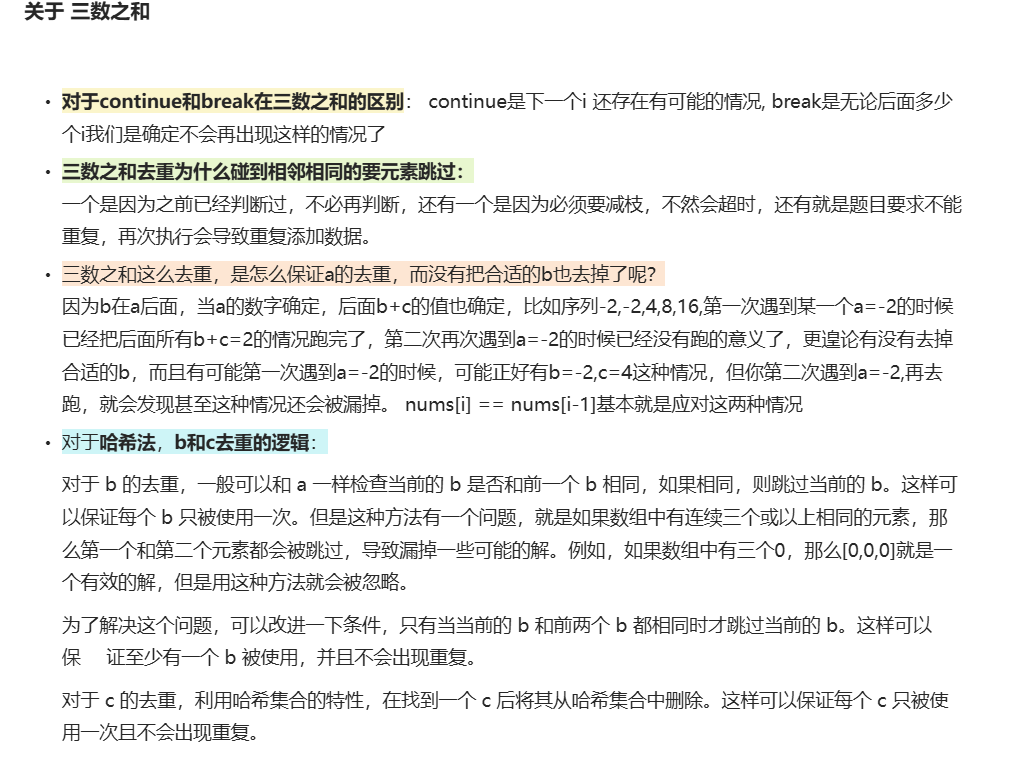 关于 三数之和
• 对于continue和break在三数之和的区别： continue是下一个i 还存在有可能的情况, break是无论后面多少
个i我们是确定不会再出现这样的情况了
• 三数之和去重为什么碰到相邻相同的要元素跳过：
一个是因为之前已经判断过，不必再判断，还有一个是因为必须要减枝，不然会超时，还有就是题目要求不能
重复，再次执行会导致重复添加数据。
• 三数之和这么去重，是怎么保证a的去重，而没有把合适的b也去掉了呢？
因为b在a后面，当a的数字确定，后面b+c的值也确定，比如序列-2,-2,4,8,16,第一次遇到某一个a=-2的时候
已经把后面所有b+c=2的情况跑完了，第二次再次遇到a=-2的时候已经没有跑的意义了，更遑论有没有去掉
合适的b，而且有可能第一次遇到a=-2的时候，可能正好有b=-2,c=4这种情况，但你第二次遇到a=-2,再去
跑，就会发现甚至这种情况还会被漏掉。 nums[i] == nums[i-1]基本就是应对这两种情况
• 对于哈希法，b和c去重的逻辑：
对于 b 的去重，一般可以和 a 一样检查当前的 b 是否和前一个 b 相同，如果相同，则跳过当前的 b。这样可
以保证每个 b 只被使用一次。但是这种方法有一个问题，就是如果数组中有连续三个或以上相同的元素，那
么第一个和第二个元素都会被跳过，导致漏掉一些可能的解。例如，如果数组中有三个0，那么[0,0,0]就是一
个有效的解，但是用这种方法就会被忽略。
为了解决这个问题，可以改进一下条件，只有当当前的 b 和前两个 b 都相同时才跳过当前的 b。这样可以
保 证至少有一个 b 被使用，并且不会出现重复。
对于 c 的去重，利用哈希集合的特性，在找到一个 c 后将其从哈希集合中删除。这样可以保证每个 c 只被使
用一次且不会出现重复。